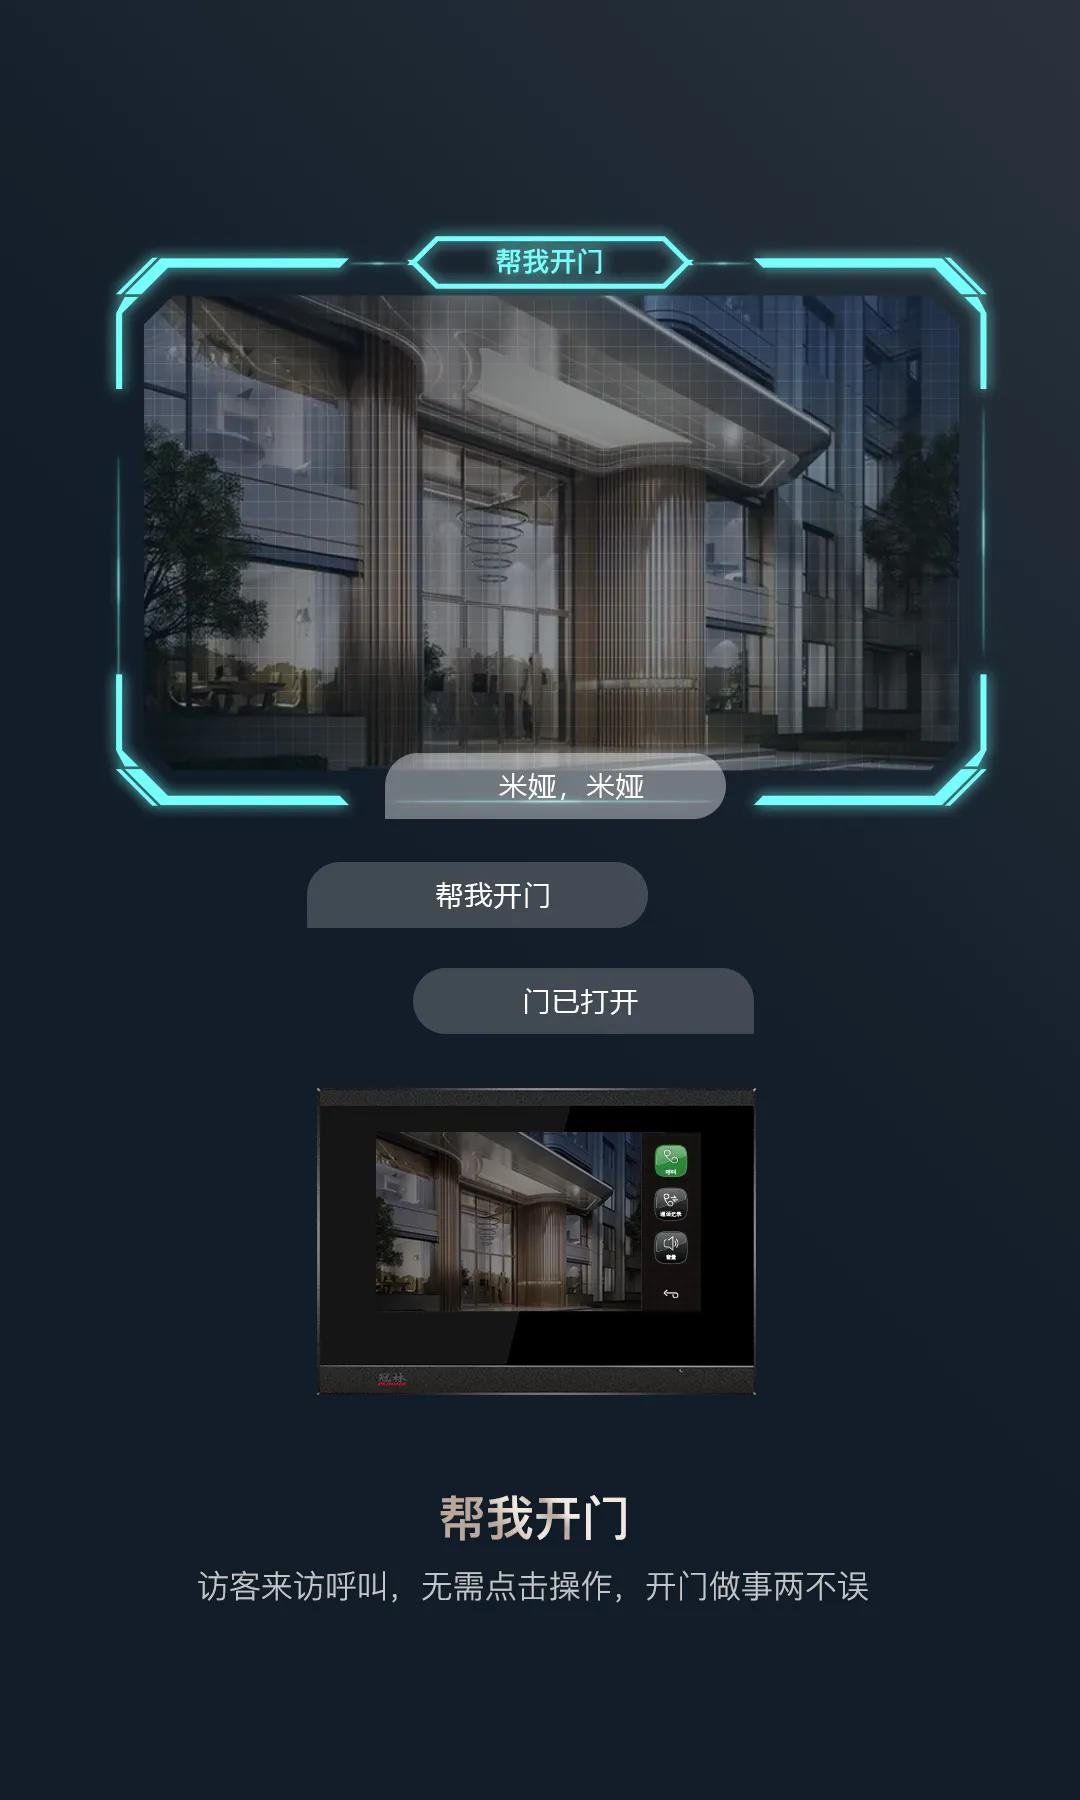 帮我开门
米娅，米娅
帮我开门
门已打开
呼叫
通话记录
音量
冠林
帮我开门
访客来访呼叫，无需点击操作，开门做事两不误